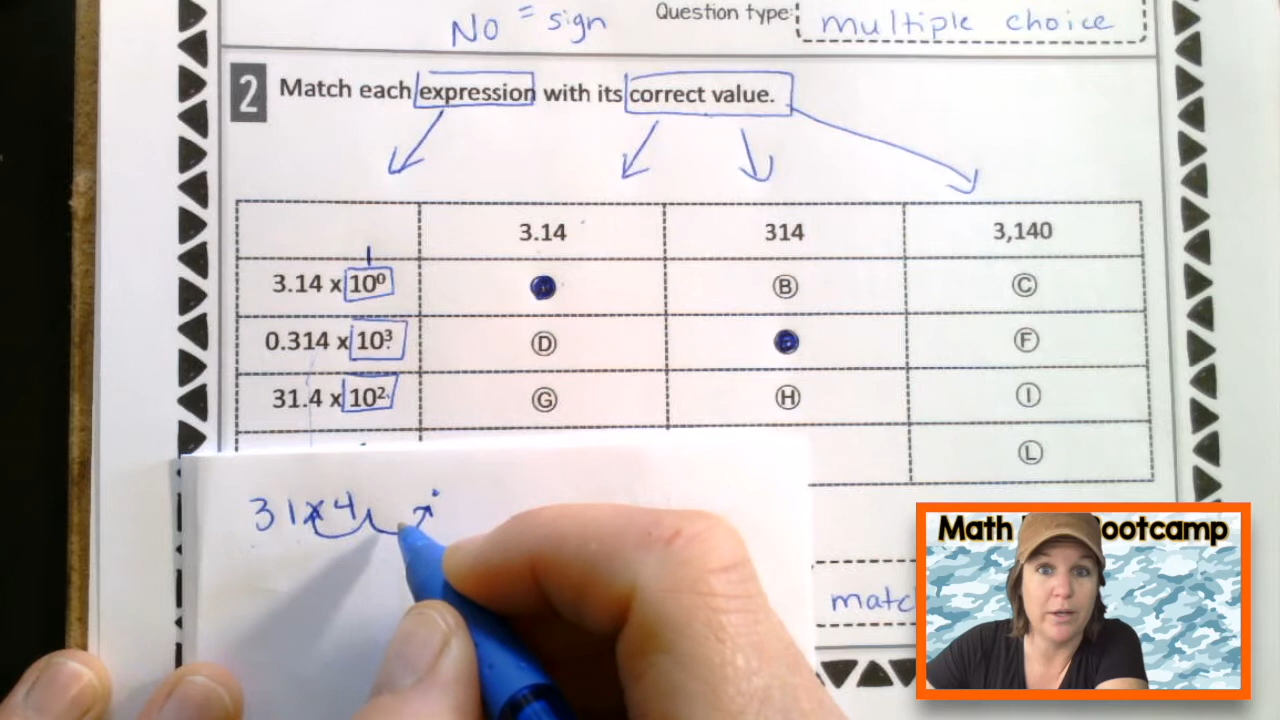 No = sign
Question type: multiple choice
2 Match each expression with its correct value.
3.14 314 3,140
1
3.14 x 10⁰ Ⓑ Ⓒ
0.314 x 10³ Ⓓ Ⓕ
31.4 x 10² Ⓖ Ⓗ Ⓘ
Ⓛ
31.4
matc
Math ootcamp